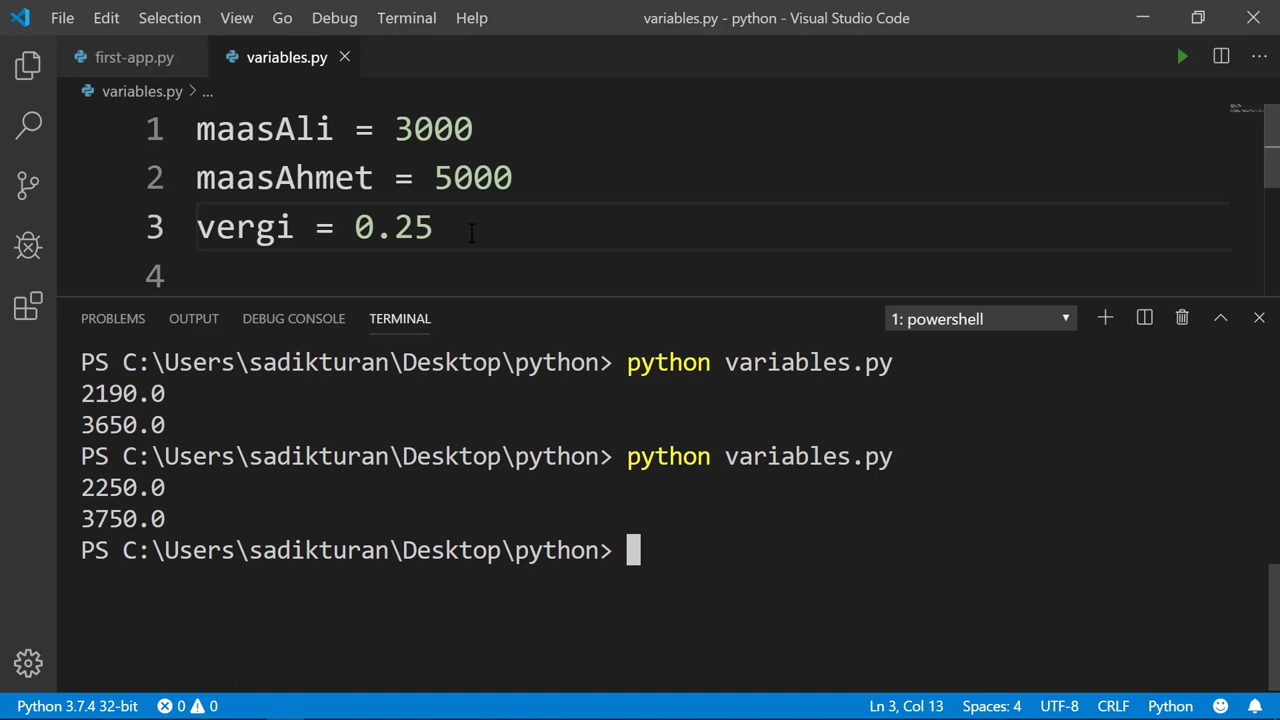 File Edit Selection View Go Debug Terminal Help variables.py - python - Visual Studio Code
first-app.py variables.py
variables.py > ...
1 maasAli = 3000
2 maasAhmet = 5000
3 vergi = 0.25
4
PROBLEMS OUTPUT DEBUG CONSOLE TERMINAL 1: powershell
PS C:\Users\sadikturan\Desktop\python> python variables.py
2190.0
3650.0
PS C:\Users\sadikturan\Desktop\python> python variables.py
2250.0
3750.0
PS C:\Users\sadikturan\Desktop\python>
Python 3.7.4 32-bit 0 0 Ln 3, Col 13 Spaces: 4 UTF-8 CRLF Python